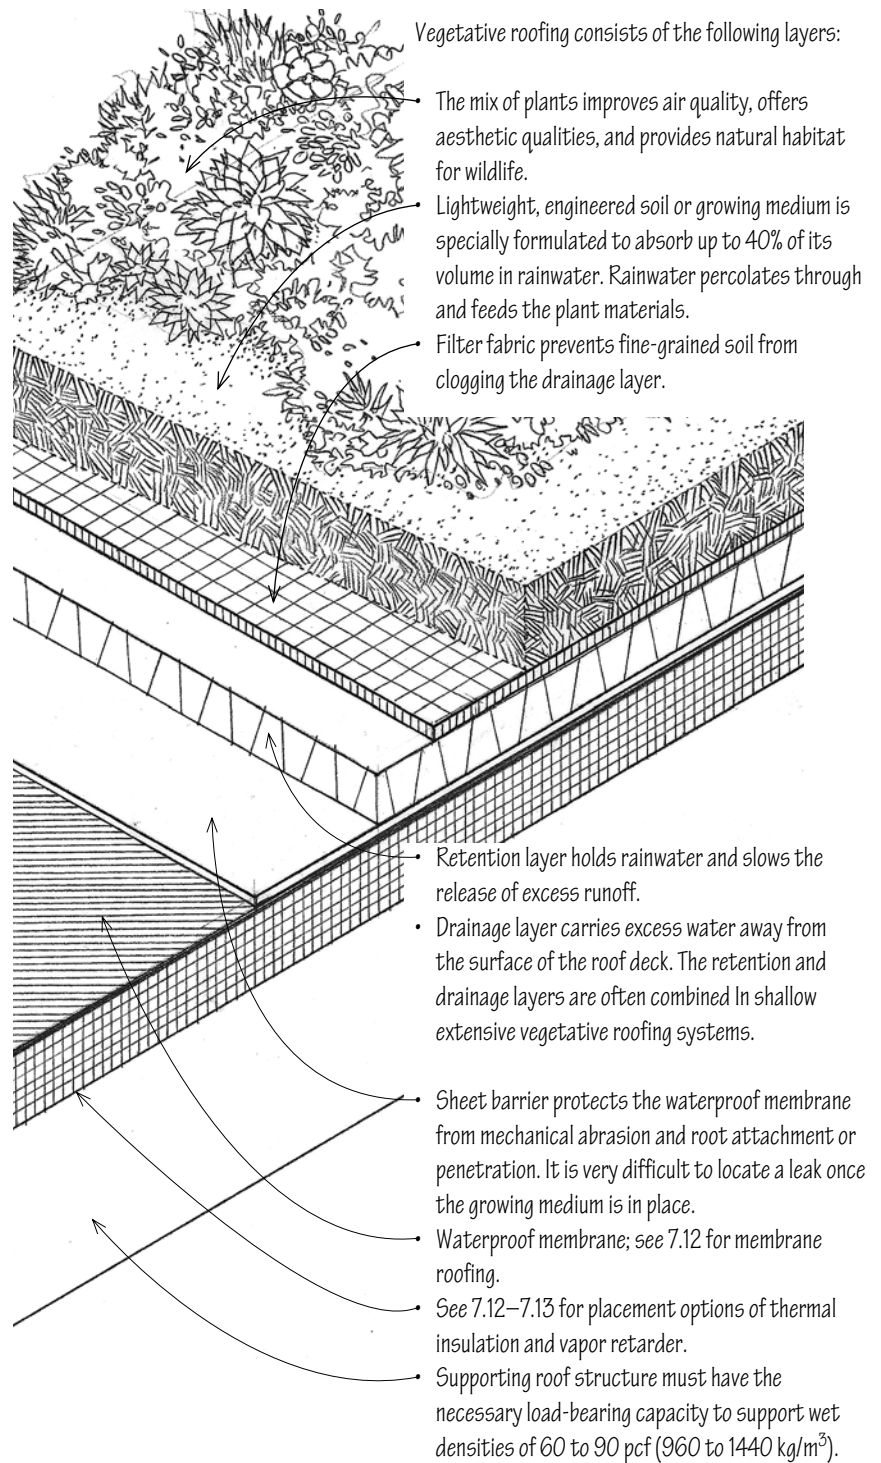 Vegetative roofing consists of the following layers:
• The mix of plants improves air quality, offers
aesthetic qualities, and provides natural habitat
for wildlife.
• Lightweight, engineered soil or growing medium is
specially formulated to absorb up to 40% of its
volume in rainwater. Rainwater percolates through
and feeds the plant materials.
• Filter fabric prevents fine-grained soil from
clogging the drainage layer.
• Retention layer holds rainwater and slows the
release of excess runoff.
• Drainage layer carries excess water away from
the surface of the roof deck. The retention and
drainage layers are often combined In shallow
extensive vegetative roofing systems.
• Sheet barrier protects the waterproof membrane
from mechanical abrasion and root attachment or
penetration. It is very difficult to locate a leak once
the growing medium is in place.
• Waterproof membrane; see 7.12 for membrane
roofing.
• See 7.12–7.13 for placement options of thermal
insulation and vapor retarder.
• Supporting roof structure must have the
necessary load-bearing capacity to support wet
densities of 60 to 90 pcf (960 to 1440 kg/m³).